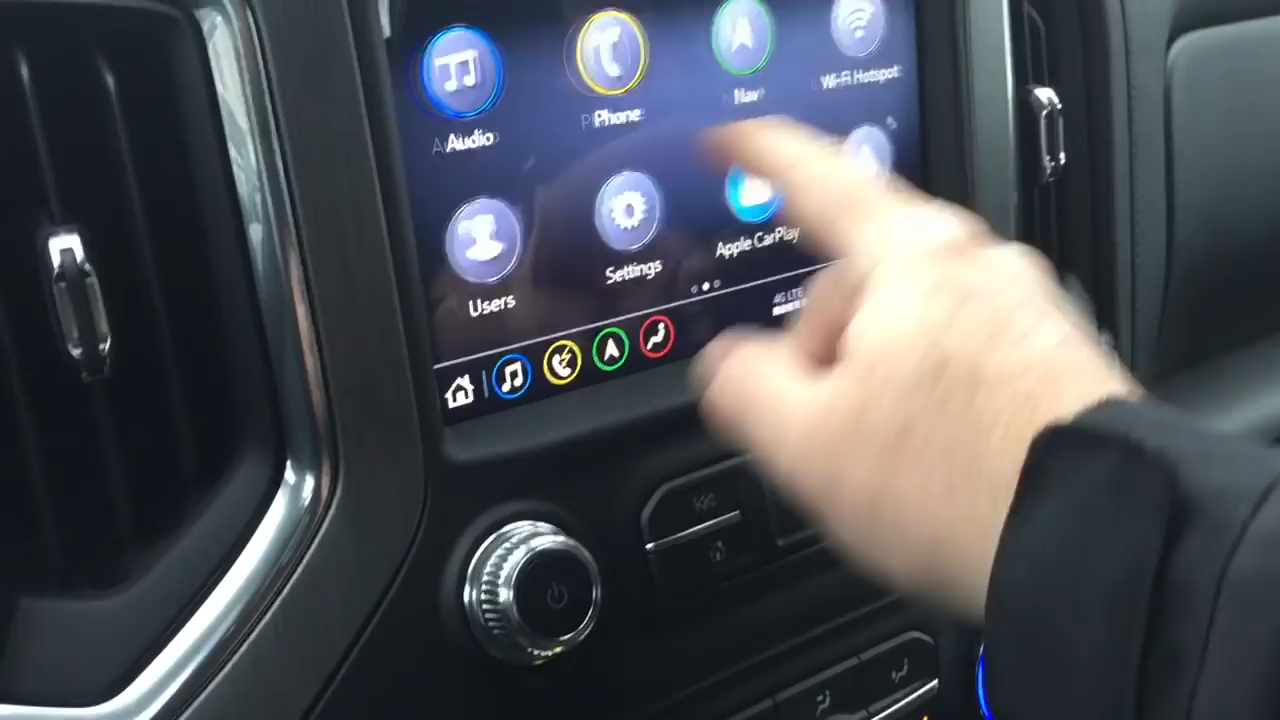 Audio
Phone
Nav
Wi-Fi Hotspot
Users
Settings
Apple CarPlay
4G LTE